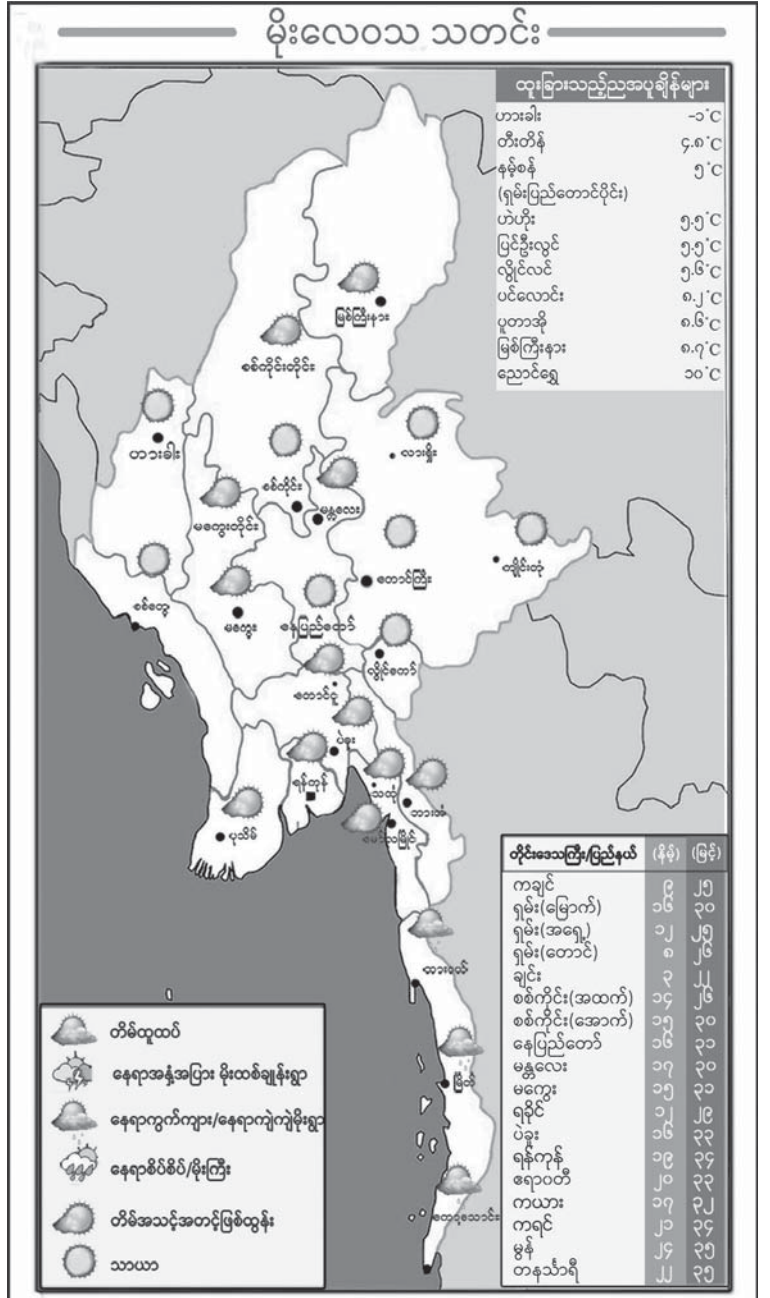 မိုးလေဝသ သတင်း
ထူးခြားသည့်ညအပူချိန်များ
ဟားခါး -၁°C
တီးတိန် ၄.၈°C
နမ့်စန် ၅°C
(ရှမ်းပြည်တောင်ပိုင်း)
ဟဲဟိုး ၅.၅°C
ပြင်ဦးလွင် ၅.၅°C
လွိုင်လင် ၅.၆°C
ပင်လောင်း ၈.၂°C
ပူတာအို ၈.၆°C
မြစ်ကြီးနား ၈.၇°C
ညောင်ရွှေ ၁၀°C
မြစ်ကြီးနား
စစ်ကိုင်းတိုင်း
ဟားခါး
လားရှိုး
စစ်ကိုင်း
မန္တလေး
မကွေးတိုင်း
ကျိုင်းတုံ
တောင်ကြီး
စစ်တွေ
မကွေး
နေပြည်တော်
လွိုင်ကော်
တောင်ငူ
ပဲခူး
ရန်ကုန်
သထုံ
ဘားအံ
ပုသိမ်
မော်လမြိုင်
ထားဝယ်
မြိတ်
ကော့သောင်း
တိမ်ထူထပ်
နေရာအနှံ့အပြား မိုးထစ်ချုန်းရွာ
နေရာကွက်ကျား/နေရာကျဲကျဲမိုးရွာ
နေရာစိပ်စိပ်/မိုးကြီး
တိမ်အသင့်အတင့်ဖြစ်ထွန်း
သာယာ
တိုင်းဒေသကြီး/ပြည်နယ် (နိမ့်) (မြင့်)
ကချင် ၉ ၂၅
ရှမ်း(မြောက်) ၁၆ ၃၀
ရှမ်း(အရှေ့) ၁၂ ၂၅
ရှမ်း(တောင်) ၈ ၂၆
ချင်း ၃ ၂၂
စစ်ကိုင်း(အထက်) ၁၄ ၂၆
စစ်ကိုင်း(အောက်) ၁၅ ၃၀
နေပြည်တော် ၁၆ ၃၁
မန္တလေး ၁၇ ၃၀
မကွေး ၁၅ ၃၁
ရခိုင် ၁၂ ၂၉
ပဲခူး ၁၆ ၃၃
ရန်ကုန် ၁၉ ၃၄
ဧရာဝတီ ၂၀ ၃၃
ကယား ၁၇ ၃၂
ကရင် ၂၁ ၃၄
မွန် ၂၄ ၃၅
တနင်္သာရီ ၂၂ ၃၅